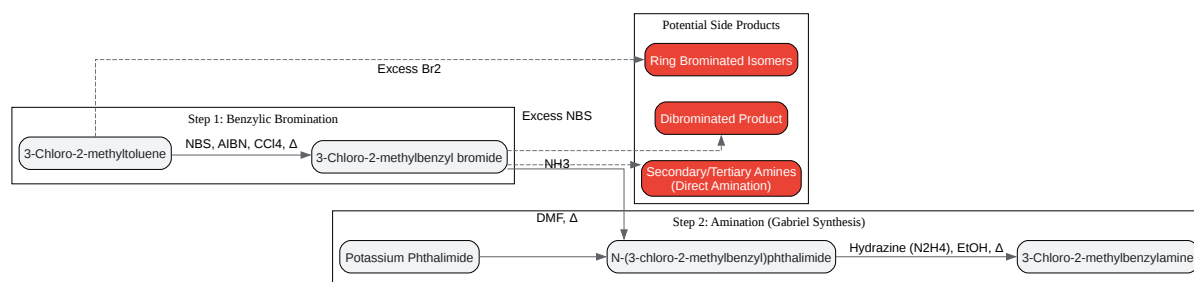 Potential Side Products
Ring Brominated Isomers
Excess Br2
Excess NBS
Dibrominated Product
Step 1: Benzylic Bromination
3-Chloro-2-methyltoluene
NBS, AIBN, CCl4, Δ
3-Chloro-2-methylbenzyl bromide
NH3
Secondary/Tertiary Amines
(Direct Amination)
DMF, Δ
Step 2: Amination (Gabriel Synthesis)
Potassium Phthalimide
N-(3-chloro-2-methylbenzyl)phthalimide
Hydrazine (N2H4), EtOH, Δ
3-Chloro-2-methylbenzylamine